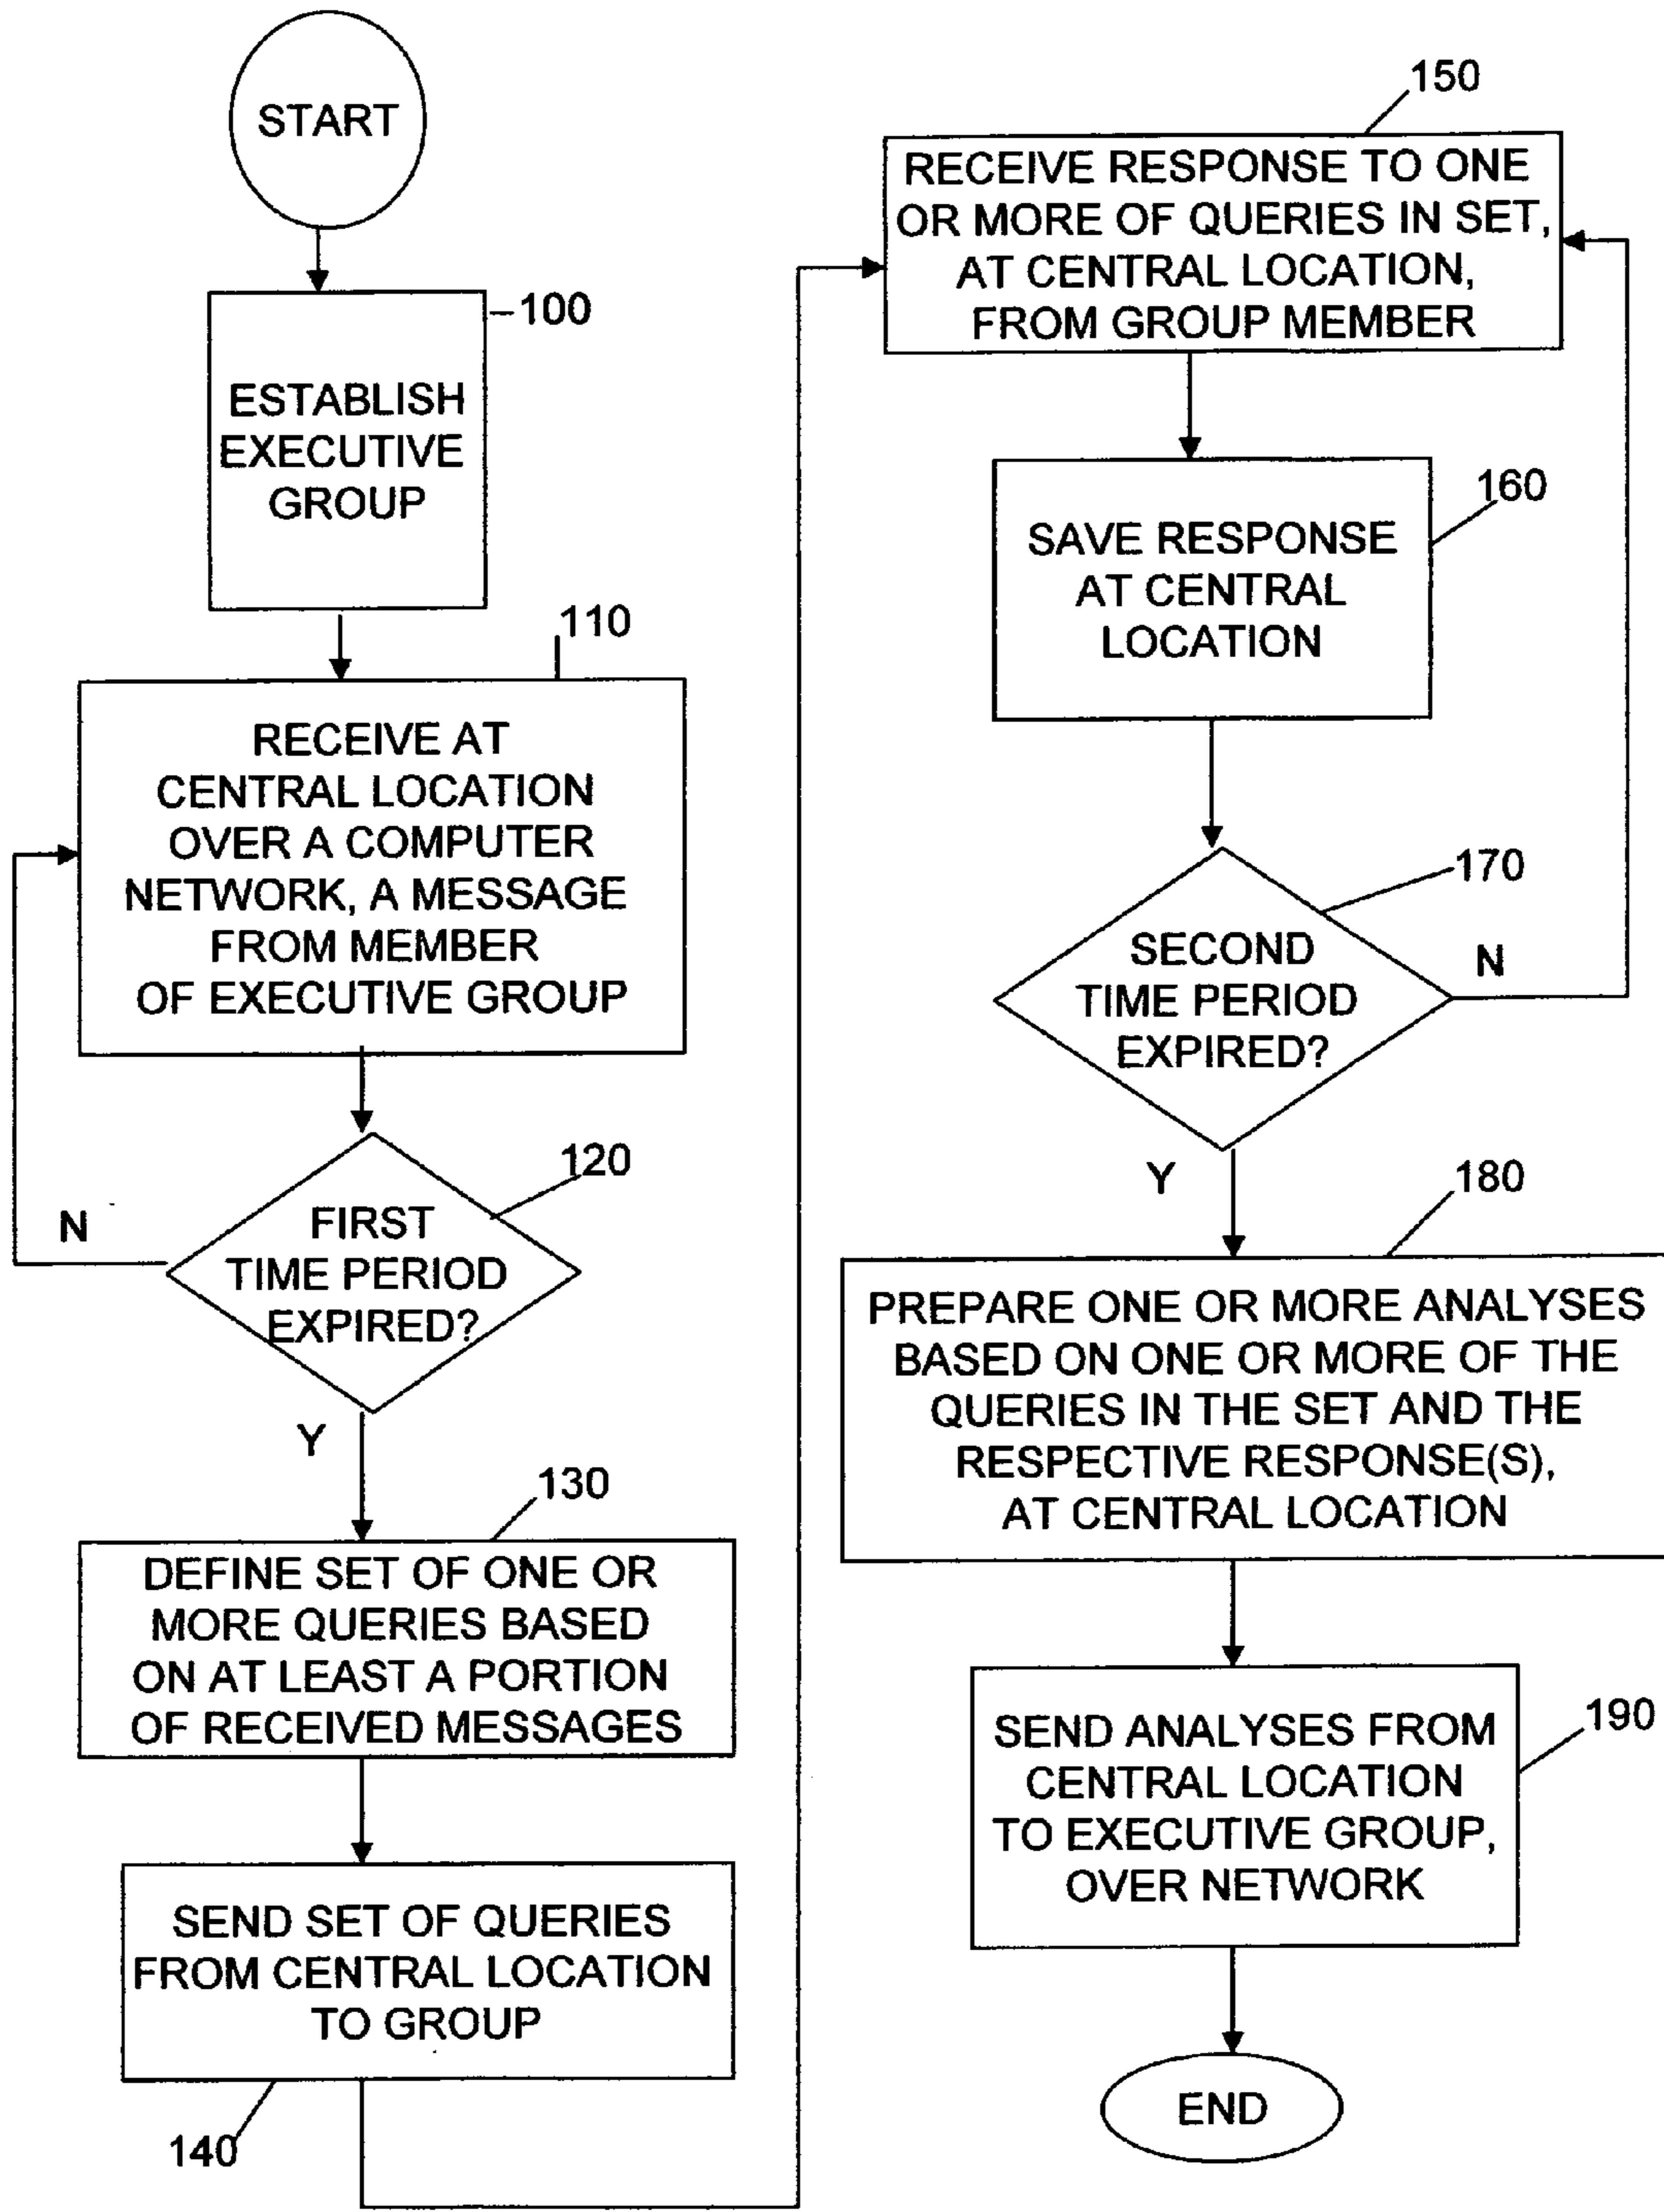 START
100
ESTABLISH
EXECUTIVE
GROUP
110
RECEIVE AT
CENTRAL LOCATION
OVER A COMPUTER
NETWORK, A MESSAGE
FROM MEMBER
OF EXECUTIVE GROUP
120
FIRST
TIME PERIOD
EXPIRED?
N
Y
130
DEFINE SET OF ONE OR
MORE QUERIES BASED
ON AT LEAST A PORTION
OF RECEIVED MESSAGES
SEND SET OF QUERIES
FROM CENTRAL LOCATION
TO GROUP
140
150
RECEIVE RESPONSE TO ONE
OR MORE OF QUERIES IN SET,
AT CENTRAL LOCATION,
FROM GROUP MEMBER
160
SAVE RESPONSE
AT CENTRAL
LOCATION
170
SECOND
TIME PERIOD
EXPIRED?
N
Y
180
PREPARE ONE OR MORE ANALYSES
BASED ON ONE OR MORE OF THE
QUERIES IN THE SET AND THE
RESPECTIVE RESPONSE(S),
AT CENTRAL LOCATION
190
SEND ANALYSES FROM
CENTRAL LOCATION
TO EXECUTIVE GROUP,
OVER NETWORK
END